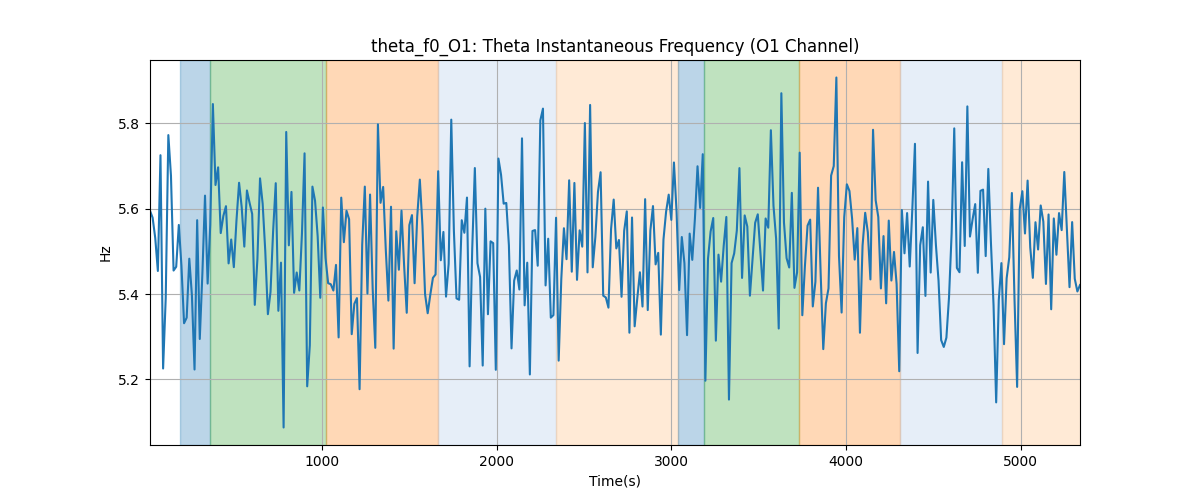 theta_f0_O1: Theta Instantaneous Frequency (O1 Channel)
Hz
5.8
5.6
5.4
5.2
1000 2000 3000 4000 5000
Time(s)